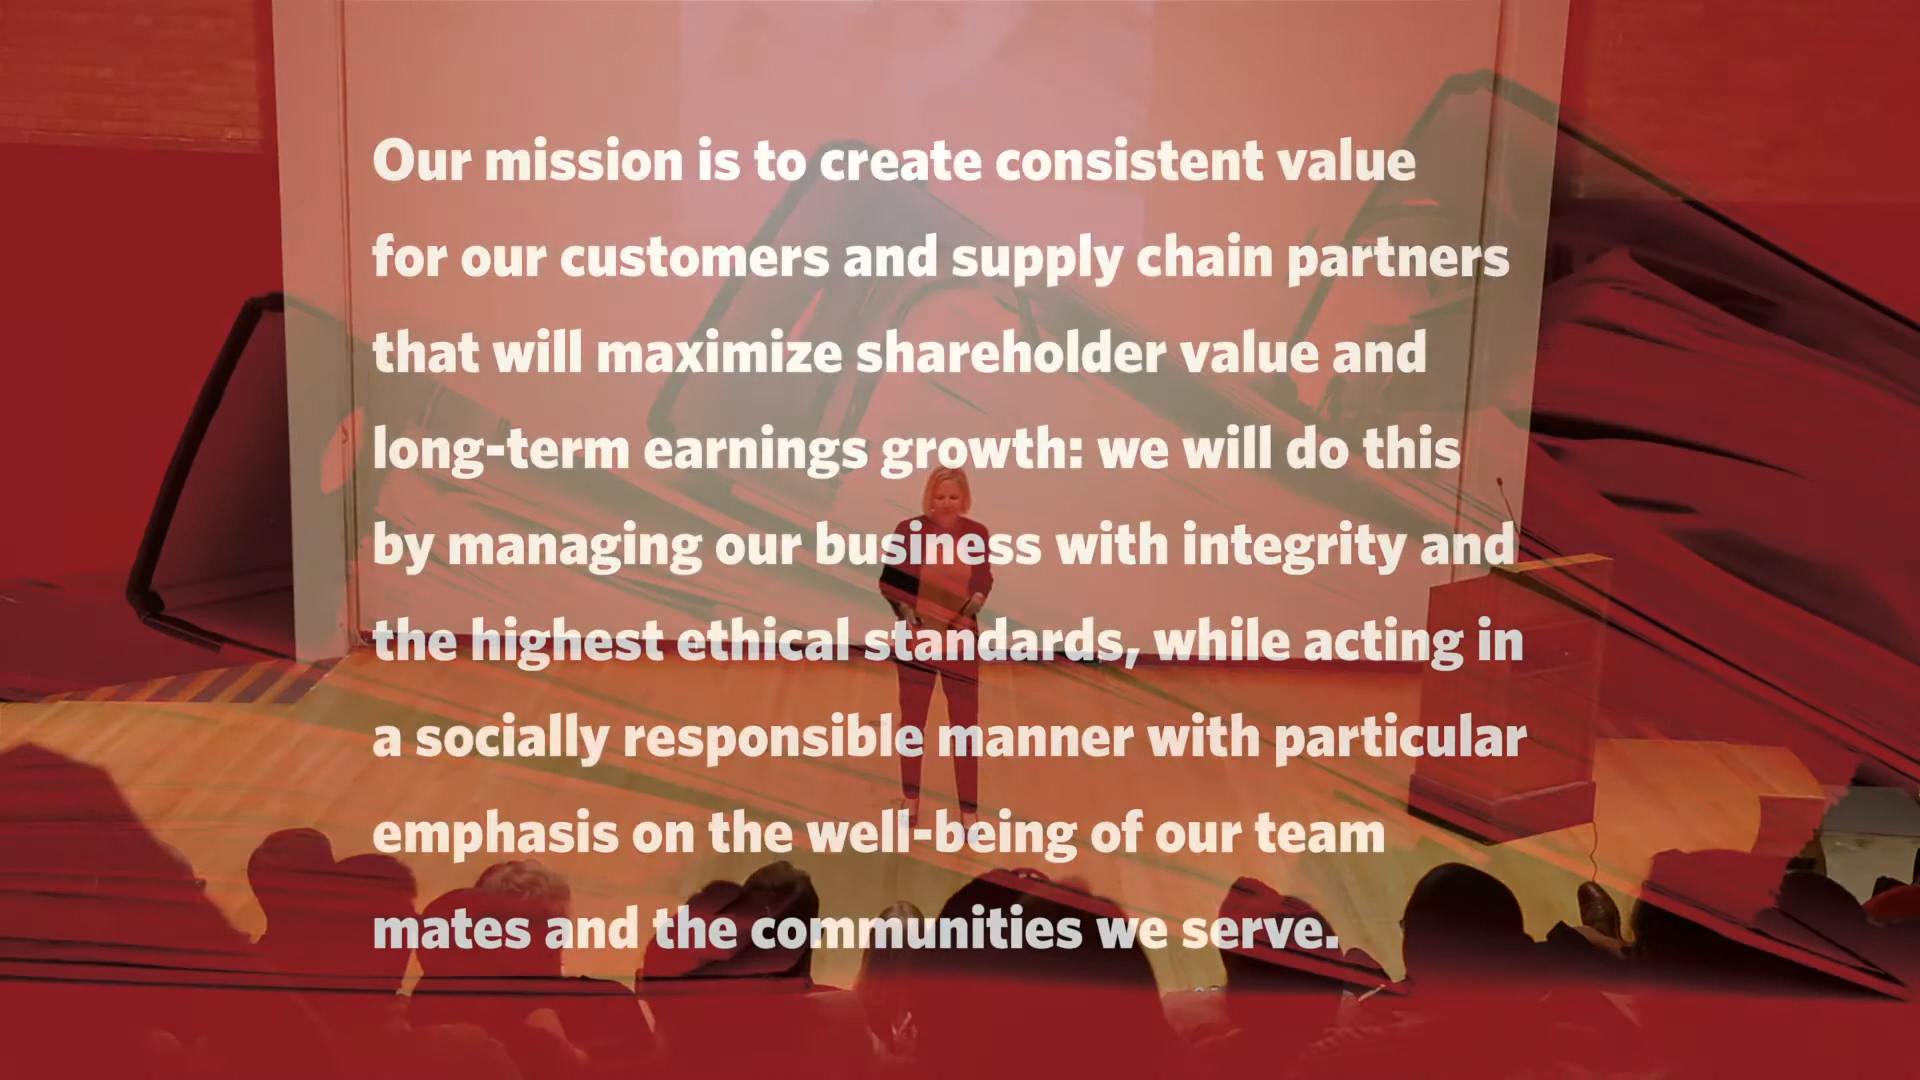 Our mission is to create consistent value
for our customers and supply chain partners
that will maximize shareholder value and
long-term earnings growth: we will do this
by managing our business with integrity and
the highest ethical standards, while acting in
a socially responsible manner with particular
emphasis on the well-being of our team
mates and the communities we serve.